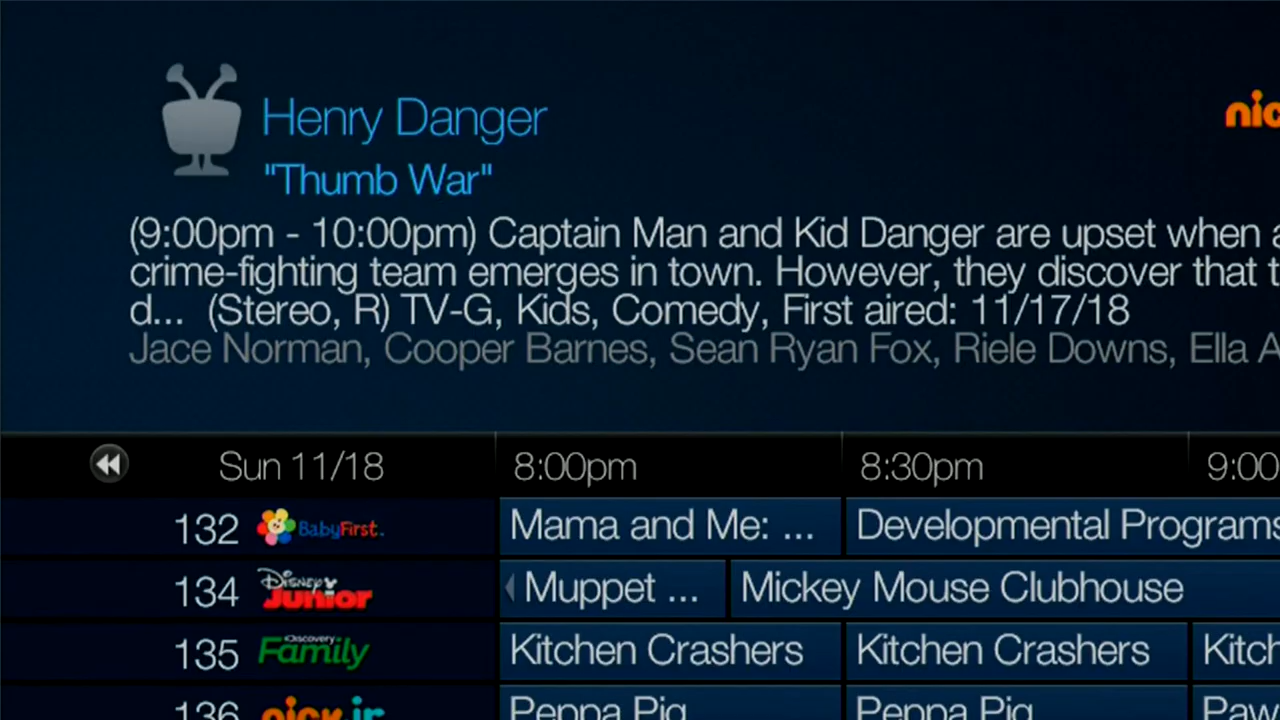 Henry Danger
nic
"Thumb War"
(9:00pm - 10:00pm) Captain Man and Kid Danger are upset when a
crime-fighting team emerges in town. However, they discover that t
d... (Stereo, R) TV-G, Kids, Comedy, First aired: 11/17/18
Jace Norman, Cooper Barnes, Sean Ryan Fox, Riele Downs, Ella A
Sun 11/18 8:00pm 8:30pm 9:00
132 BabyFirst. Mama and Me: ... Developmental Programs
134 Disney Junior Muppet ... Mickey Mouse Clubhouse
135 Discovery Family Kitchen Crashers Kitchen Crashers Kitch
136 nick jr Peppa Pig Peppa Pig Paw